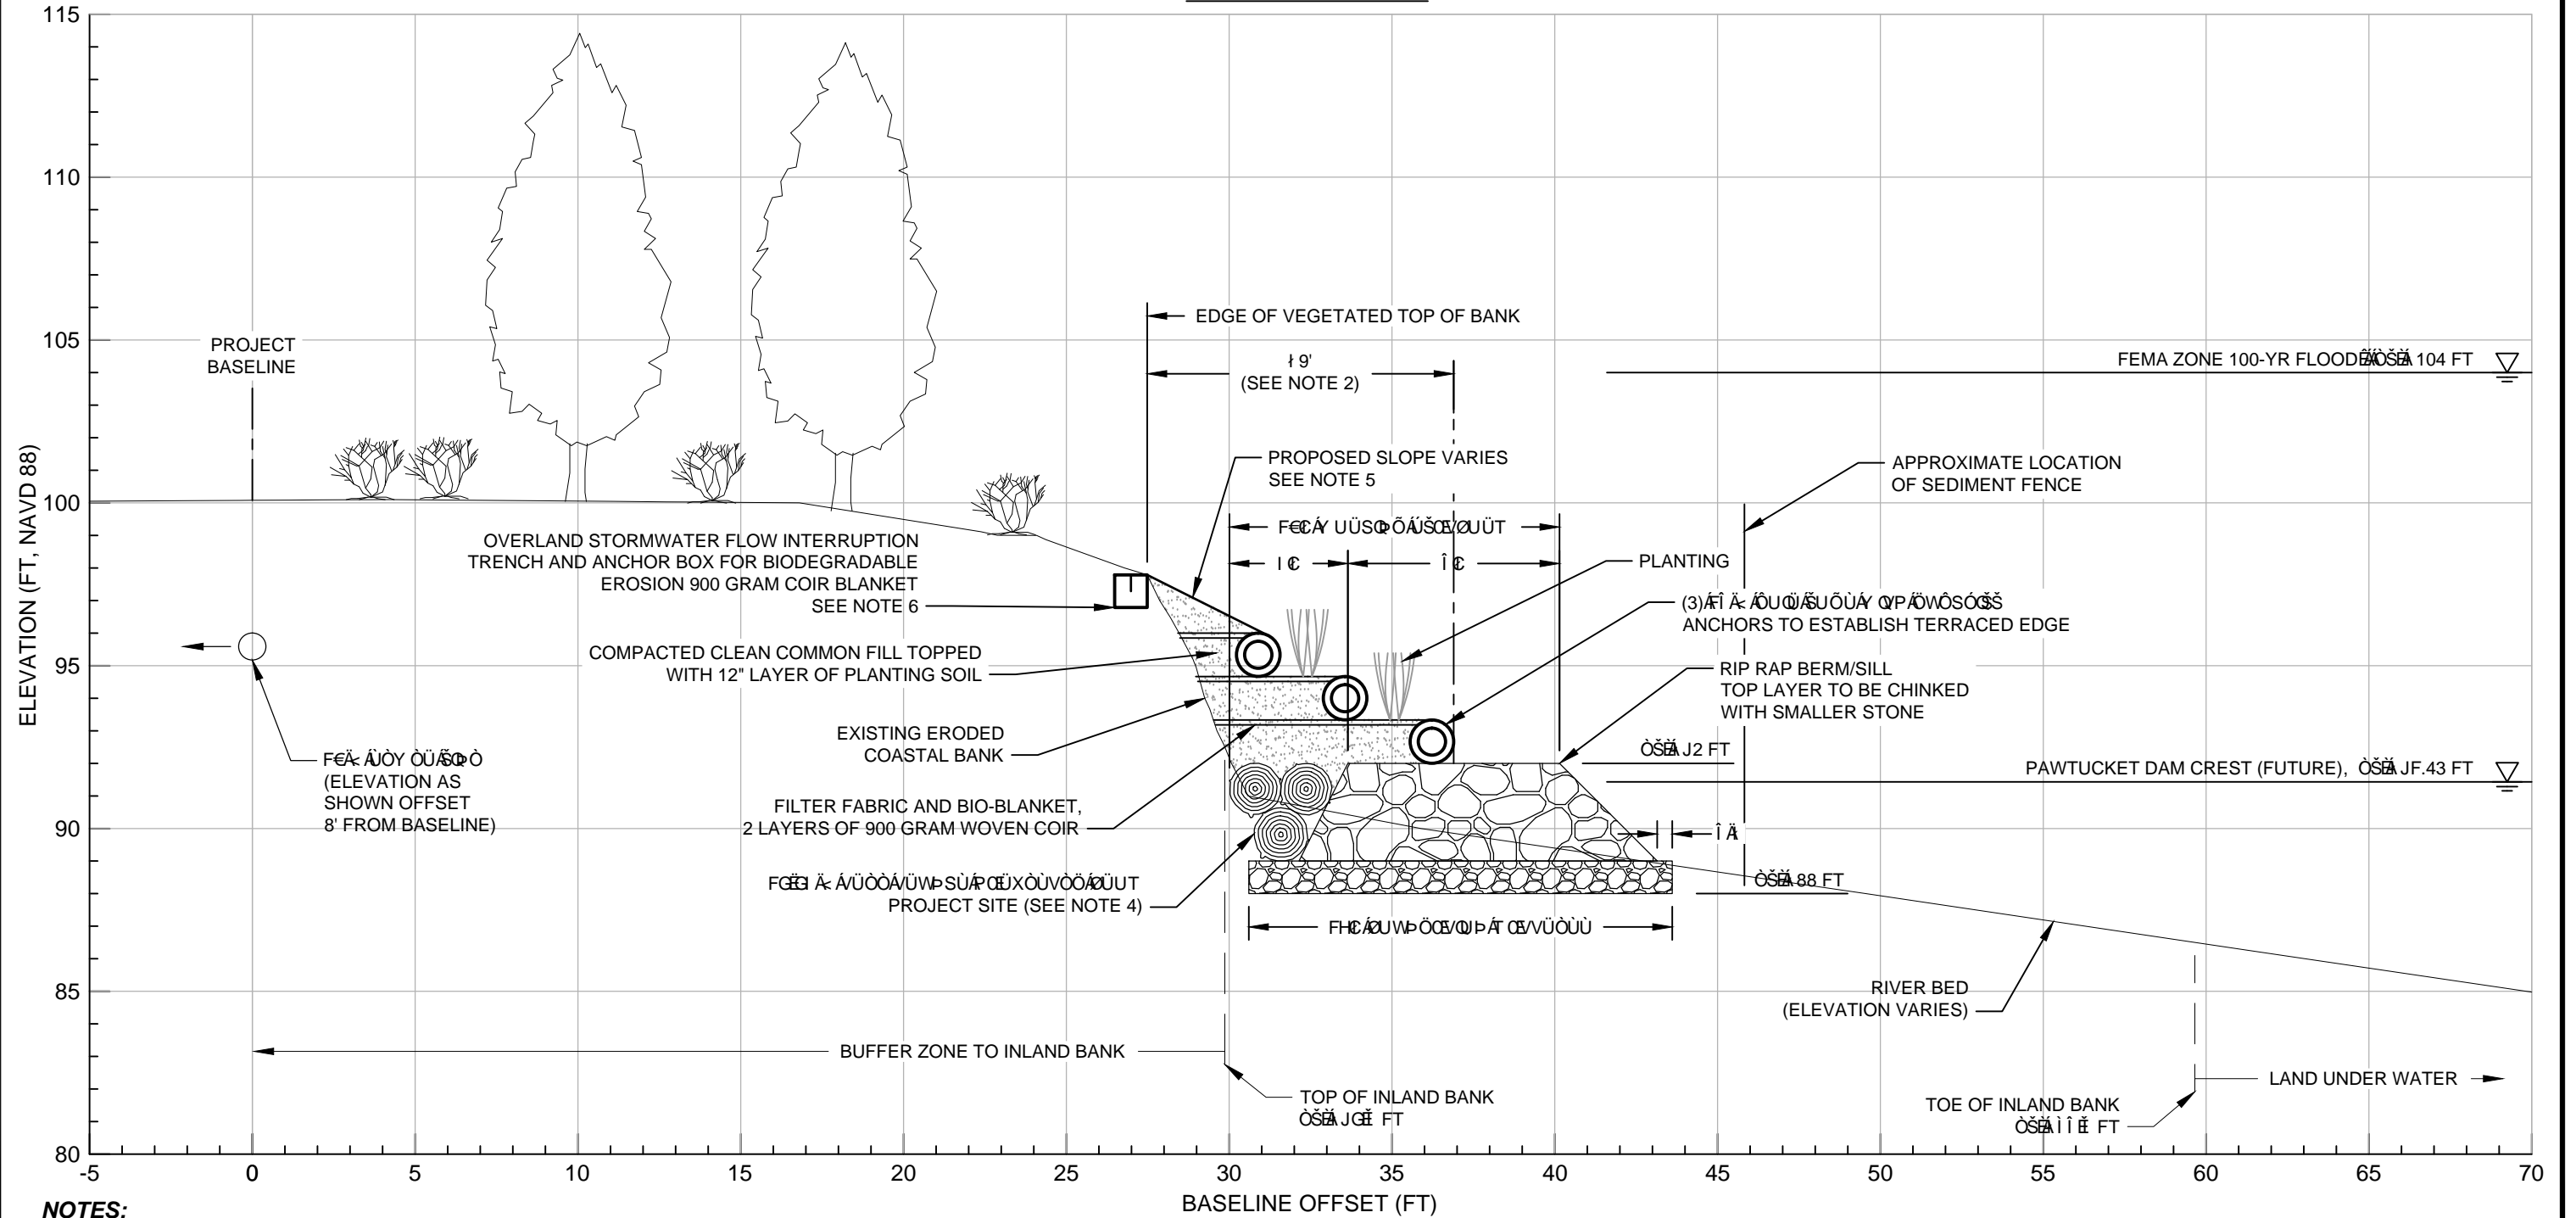 115
110
105
100
95
90
85
80
ELEVATION (FT, NAVD 88)
PROJECT
BASELINE
EDGE OF VEGETATED TOP OF BANK
9'
(SEE NOTE 2)
FEMA ZONE 100-YR FLOOD 104 FT
PROPOSED SLOPE VARIES
SEE NOTE 5
APPROXIMATE LOCATION
OF SEDIMENT FENCE
OVERLAND STORMWATER FLOW INTERRUPTION
TRENCH AND ANCHOR BOX FOR BIODEGRADABLE
EROSION 900 GRAM COIR BLANKET
SEE NOTE 6
PLANTING
(3)
ANCHORS TO ESTABLISH TERRACED EDGE
COMPACTED CLEAN COMMON FILL TOPPED
WITH 12" LAYER OF PLANTING SOIL
RIP RAP BERM/SILL
TOP LAYER TO BE CHINKED
WITH SMALLER STONE
EXISTING ERODED
COASTAL BANK
2 FT
(ELEVATION AS
SHOWN OFFSET
8' FROM BASELINE)
PAWTUCKET DAM CREST (FUTURE), .43 FT
FILTER FABRIC AND BIO-BLANKET,
2 LAYERS OF 900 GRAM WOVEN COIR
88 FT
PROJECT SITE (SEE NOTE 4)
RIVER BED
(ELEVATION VARIES)
BUFFER ZONE TO INLAND BANK
TOP OF INLAND BANK
FT
LAND UNDER WATER
TOE OF INLAND BANK
FT
-5 0 5 10 15 20 25 30 35 40 45 50 55 60 65 70
BASELINE OFFSET (FT)
NOTES: